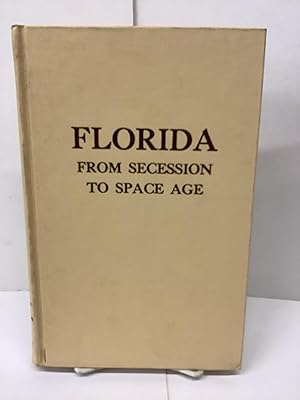 FLORIDA
FROM SECESSION
TO SPACE AGE